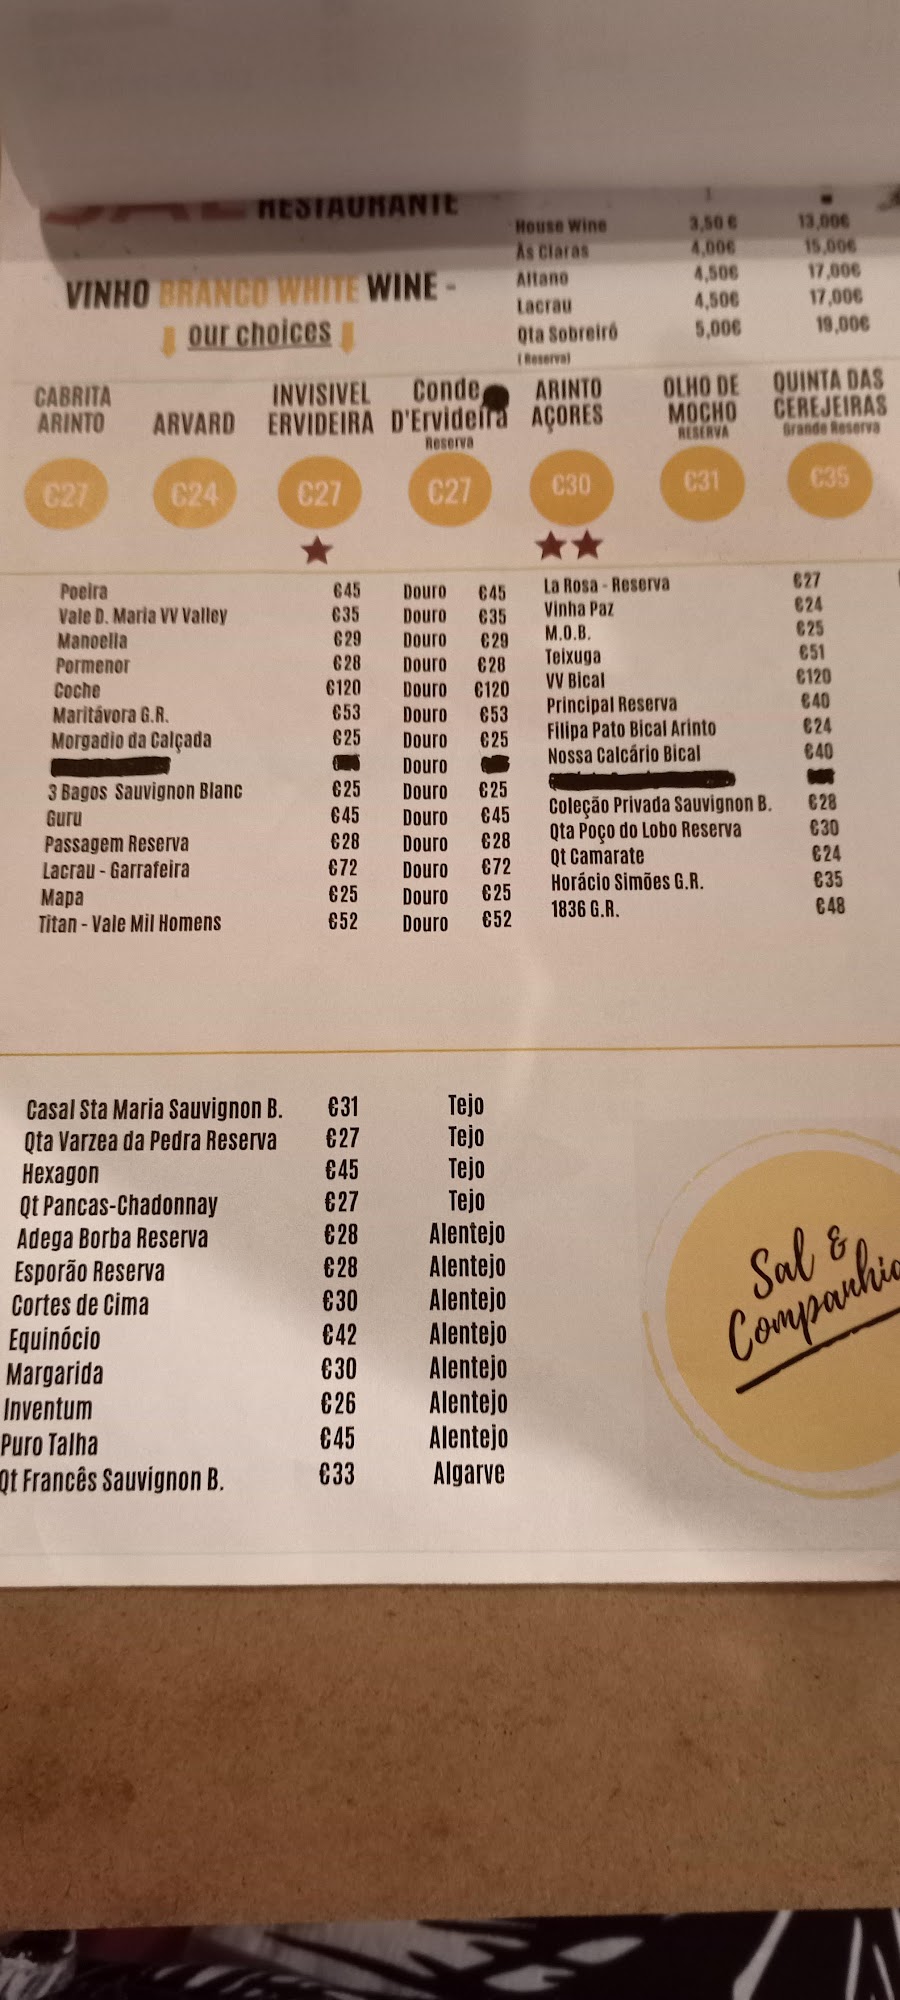 SAL RESTAURANTE
House Wine 3,50€ 13,00€
Às Claras 4,00€ 15,00€
Altano 4,50€ 17,00€
Lacrau 4,50€ 17,00€
Qta Sobreiró 5,00€ 19,00€
(Reserva)
VINHO BRANCO WHITE WINE -
our choices
CABRITA ARINTO
€27
ARVARD
€24
INVISIVEL ERVIDEIRA
€27
Conde D'Ervideira
Reserva
€27
ARINTO AÇORES
€30
OLHO DE MOCHO
RESERVA
€31
QUINTA DAS CEREJEIRAS
Grande Reserva
€35
Poeira €45 Douro €45
Vale D. Maria VV Valley €35 Douro €35
Manoella €29 Douro €29
Pormenor €28 Douro €28
Coche €120 Douro €120
Maritávora G.R. €53 Douro €53
Morgadio da Calçada €25 Douro €25
Douro
3 Bagos Sauvignon Blanc €25 Douro €25
Guru €45 Douro €45
Passagem Reserva €28 Douro €28
Lacrau - Garrafeira €72 Douro €72
Mapa €25 Douro €25
Titan - Vale Mil Homens €52 Douro €52
La Rosa - Reserva €27
Vinha Paz €24
M.O.B. €25
Teixuga €51
VV Bical €120
Principal Reserva €40
Filipa Pato Bical Arinto €24
Nossa Calcário Bical €40
Coleção Privada Sauvignon B. €28
Qta Poço do Lobo Reserva €30
Qt Camarate €24
Horácio Simões G.R. €35
1836 G.R. €48
Casal Sta Maria Sauvignon B. €31 Tejo
Qta Varzea da Pedra Reserva €27 Tejo
Hexagon €45 Tejo
Qt Pancas-Chadonnay €27 Tejo
Adega Borba Reserva €28 Alentejo
Esporão Reserva €28 Alentejo
Cortes de Cima €30 Alentejo
Equinócio €42 Alentejo
Margarida €30 Alentejo
Inventum €26 Alentejo
Puro Talha €45 Alentejo
Qt Francês Sauvignon B. €33 Algarve
Sal &
Companhia